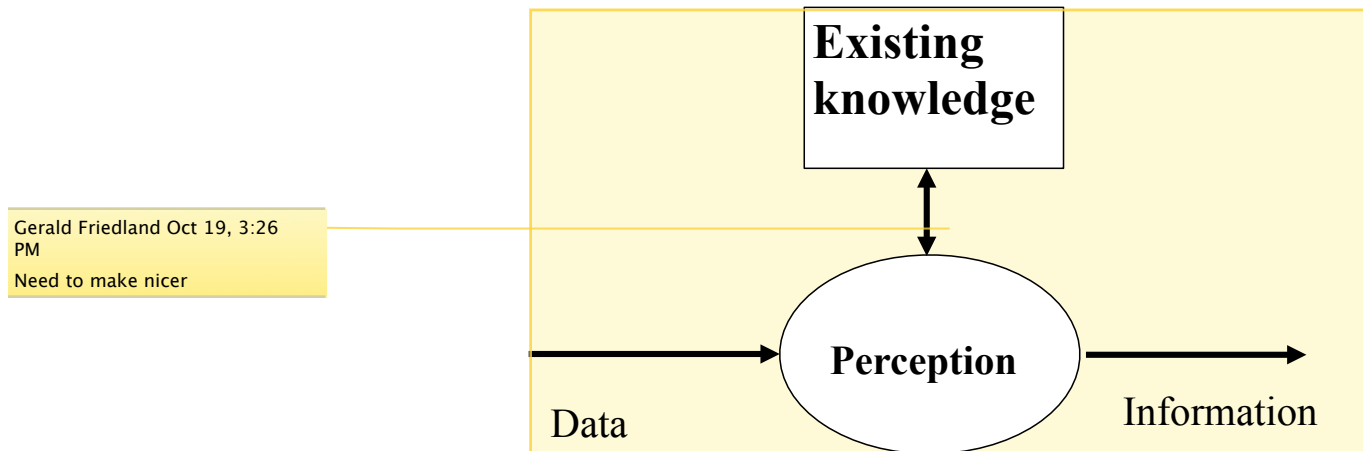 Existing
knowledge
Gerald Friedland Oct 19, 3:26
PM
Need to make nicer
Perception
Data
Information